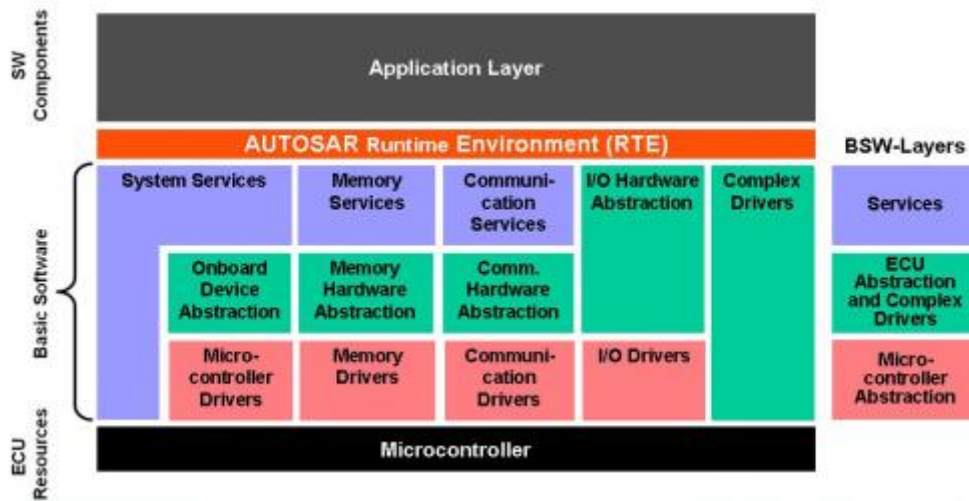 SW
Components
Application Layer
AUTOSAR Runtime Environment (RTE)
BSW-Layers
Basic Software
System Services
Memory
Services
Communi-
cation
Services
I/O Hardware
Abstraction
Complex
Drivers
Services
Onboard
Device
Abstraction
Memory
Hardware
Abstraction
Comm.
Hardware
Abstraction
ECU
Abstraction
and Complex
Drivers
Micro-
controller
Drivers
Memory
Drivers
Communi-
cation
Drivers
I/O Drivers
Micro-
controller
Abstraction
ECU
Resources
Microcontroller